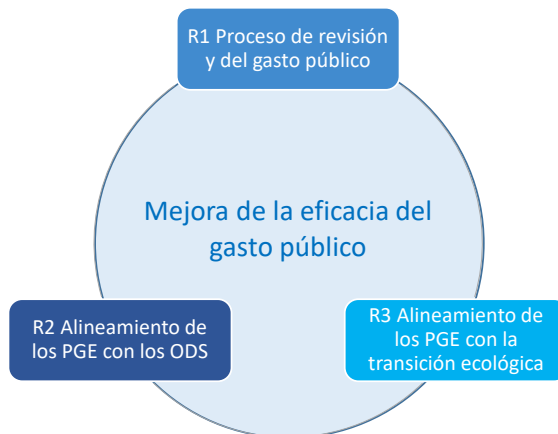 R1 Proceso de revisión
y del gasto público
Mejora de la eficacia del
gasto público
R2 Alineamiento de
los PGE con los ODS
R3 Alineamiento de
los PGE con la
transición ecológica